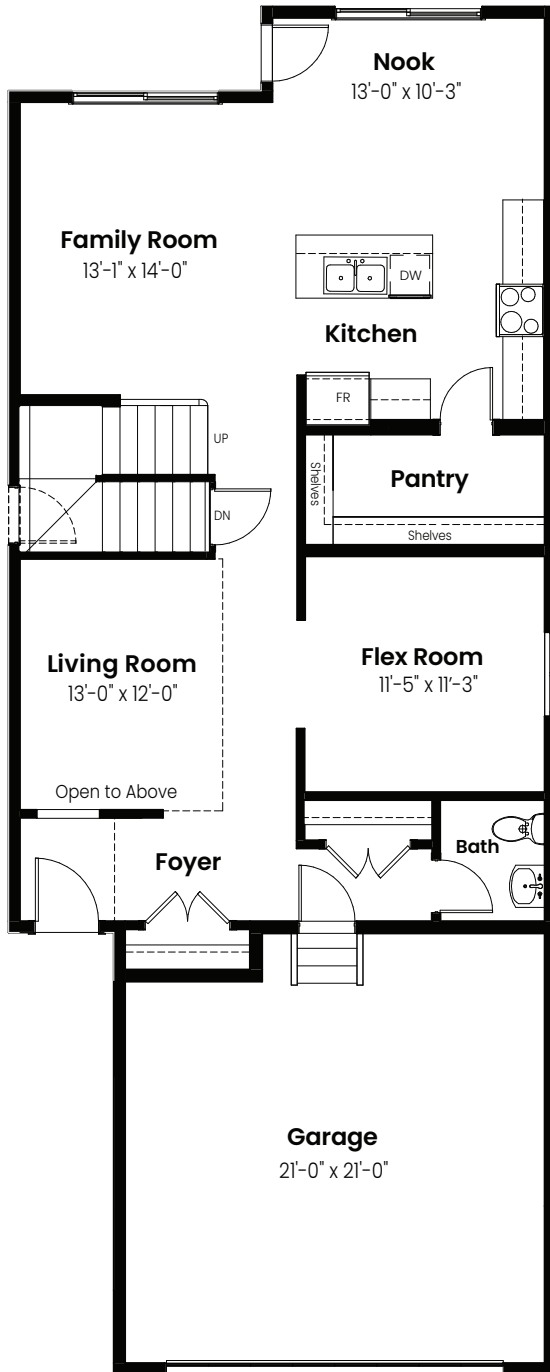 Nook
13'-0" x 10'-3"
Family Room
13'-1" x 14'-0"
DW
Kitchen
FR
UP
Pantry
Shelves
DN
Shelves
Living Room
13'-0" x 12'-0"
Flex Room
11'-5" x 11'-3"
Open to Above
Foyer
Bath
Garage
21'-0" x 21'-0"